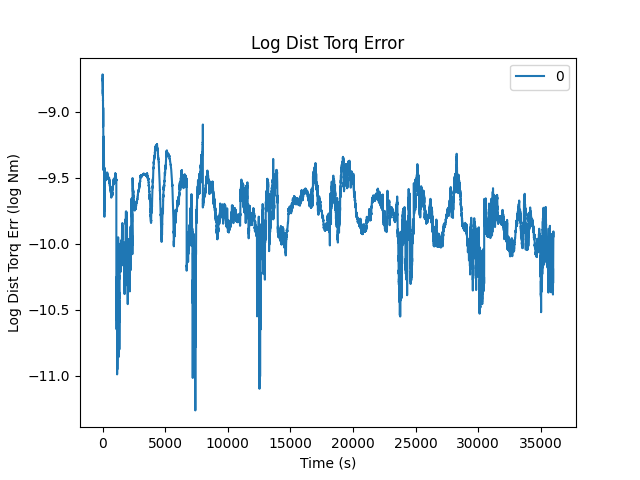 Log Dist Torq Error
0
−9.0
−9.5
−10.0
−10.5
−11.0
Log Dist Torq Err (log Nm)
0 5000 10000 15000 20000 25000 30000 35000
Time (s)